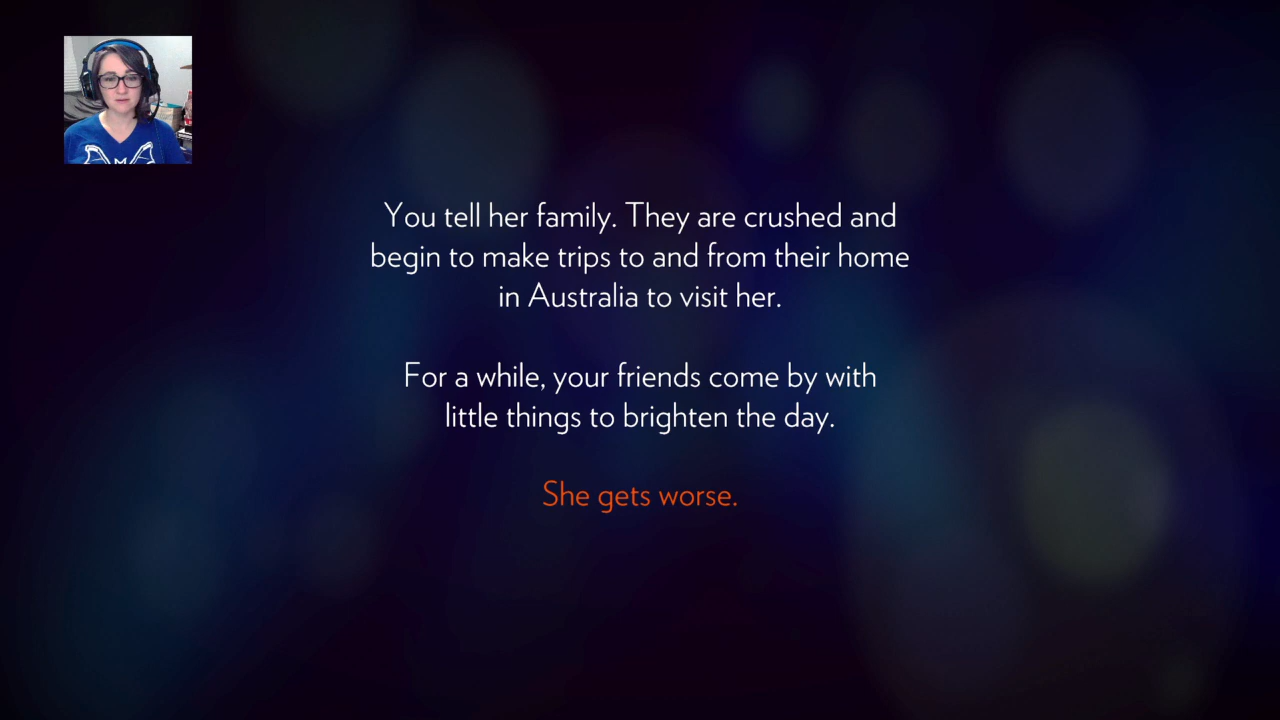 You tell her family. They are crushed and
begin to make trips to and from their home
in Australia to visit her.
For a while, your friends come by with
little things to brighten the day.
She gets worse.